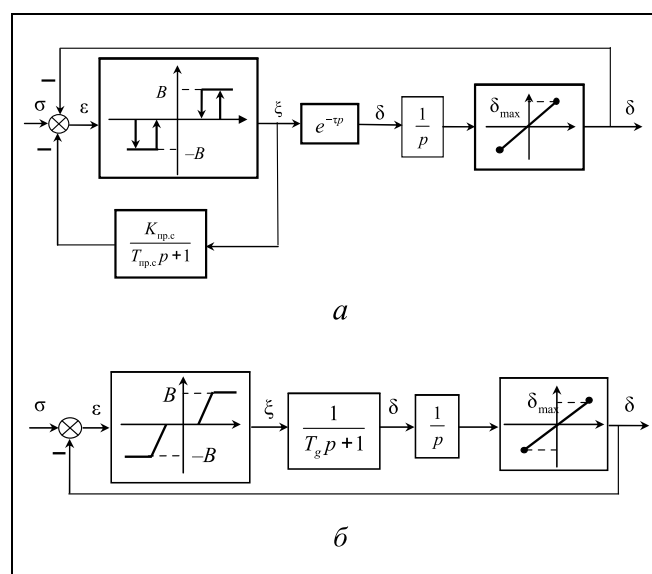 σ ε B −B ξ e^{−τp} δ 1/p δ_max δ
K_пр.с / T_пр.с p + 1
а
σ ε B −B ξ 1 / T_g p + 1 δ 1/p δ_max δ
б